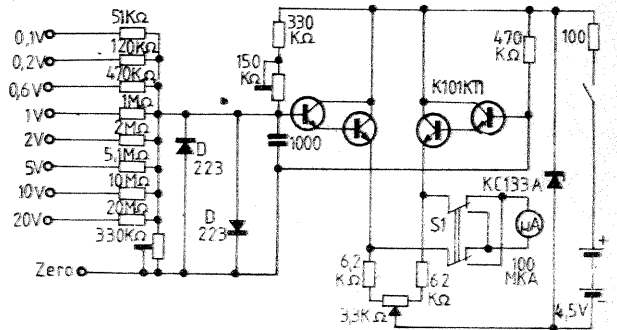 51KΩ
0,1V
120KΩ
0,2V
470KΩ
0,6V
1MΩ
1V
2MΩ
2V
5,1MΩ
5V
10MΩ
10V
20MΩ
20V
330KΩ
Zero
D
223
D
223
330
KΩ
150
KΩ
1000
470
KΩ
100
K101KT1
KC133A
S1
μA
100
MKA
6,2
KΩ
6,2
KΩ
3,3KΩ
+
4,5V
-